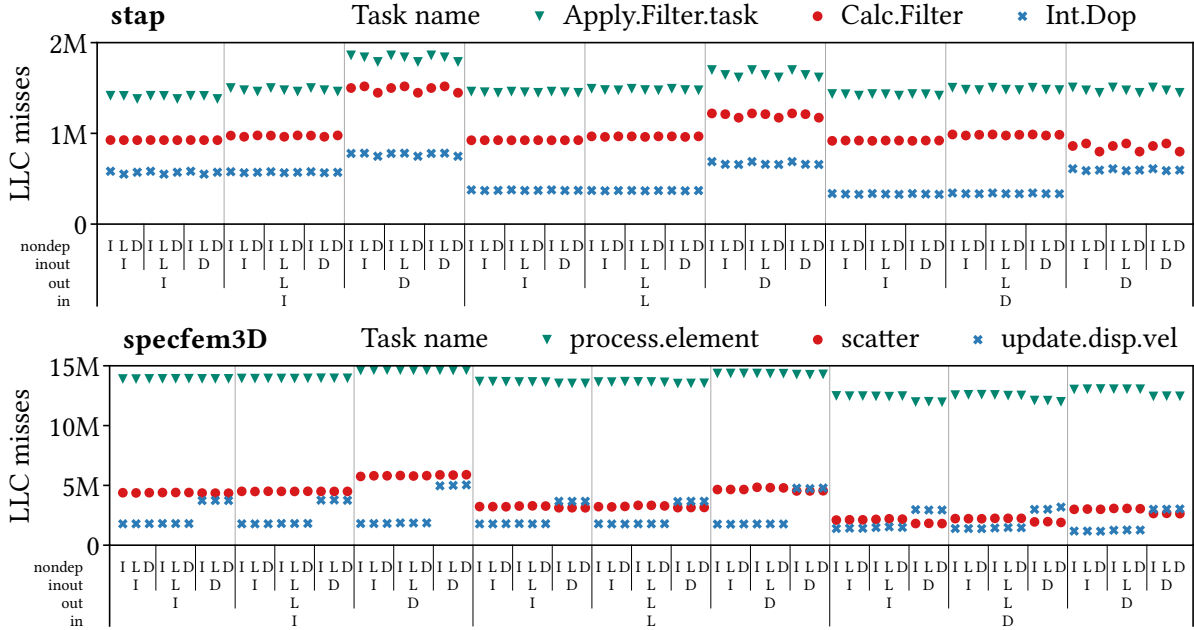 stap Task name Apply.Filter.task Calc.Filter Int.Dop
2M
1M
0
LLC misses
nondep I L D I L D I L D I L D I L D I L D I L D I L D I L D I L D I L D I L D I L D I L D I L D I L D I L D I L D I L D I L D I L D I L D I L D I L D I L D I L D I L D
inout I L D I L D I L D I L D I L D I L D I L D I L D I L D
out I L D I L D I L D
in I L D
specfem3D Task name process.element scatter update.disp.vel
15M
10M
5M
0
LLC misses
nondep I L D I L D I L D I L D I L D I L D I L D I L D I L D I L D I L D I L D I L D I L D I L D I L D I L D I L D I L D I L D I L D I L D I L D I L D I L D I L D I L D
inout I L D I L D I L D I L D I L D I L D I L D I L D I L D
out I L D I L D I L D
in I L D